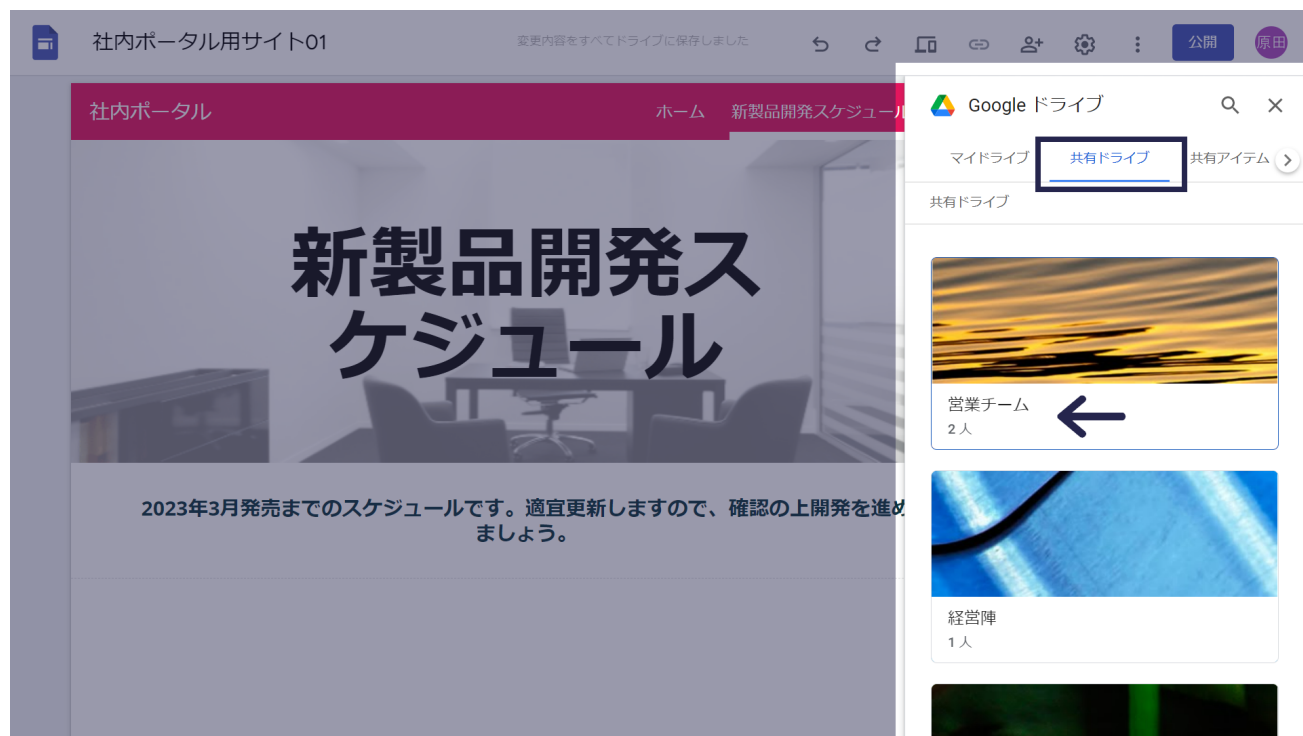 社内ポータル用サイト01
変更内容をすべてドライブに保存しました
公開
原田
社内ポータル
ホーム
新製品開発スケジュール
新製品開発ス
ケジュール
2023年3月発売までのスケジュールです。適宜更新しますので、確認の上開発を進め
ましょう。
Google ドライブ
マイドライブ
共有ドライブ
共有アイテム
共有ドライブ
営業チーム
2 人
経営陣
1 人